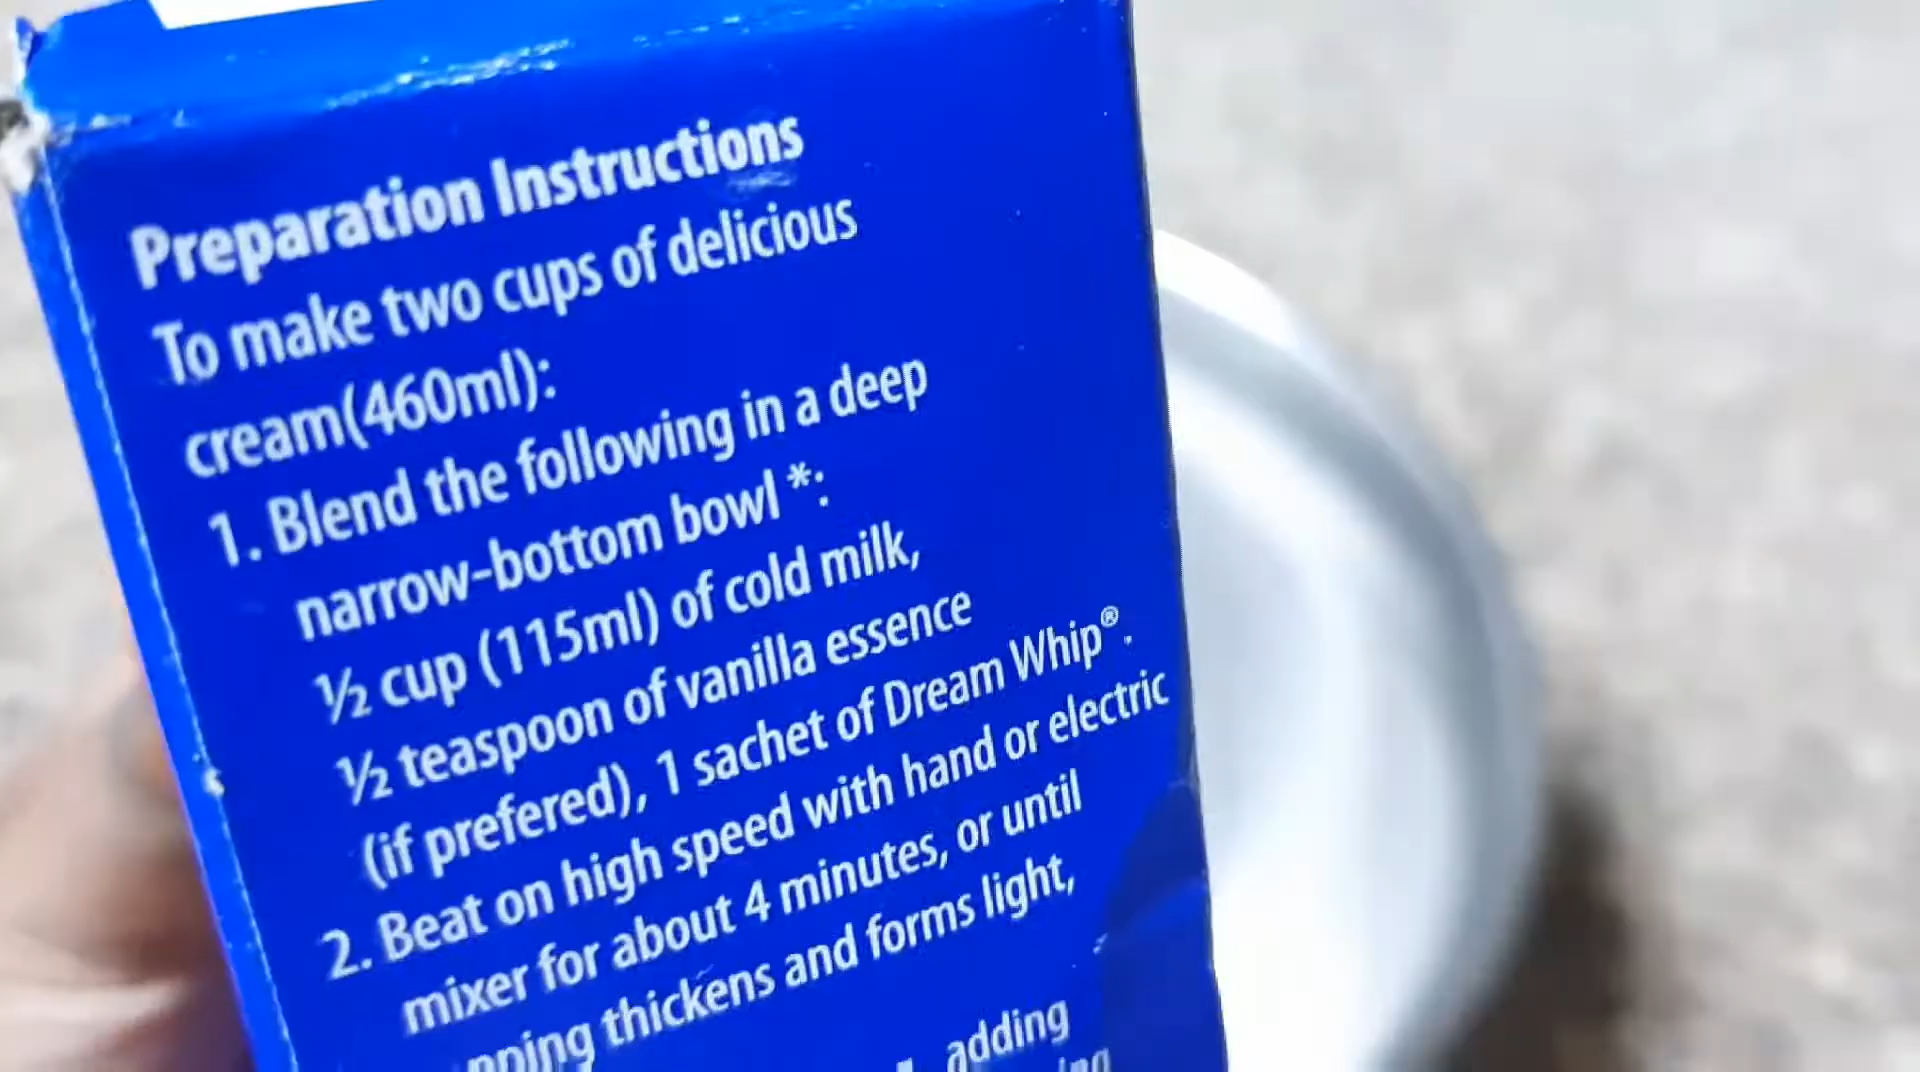 Preparation Instructions
To make two cups of delicious
cream(460ml):
1. Blend the following in a deep
narrow-bottom bowl *:
½ cup (115ml) of cold milk,
½ teaspoon of vanilla essence
(if prefered), 1 sachet of Dream Whip®.
2. Beat on high speed with hand or electric
mixer for about 4 minutes, or until
thickens and forms light,
adding